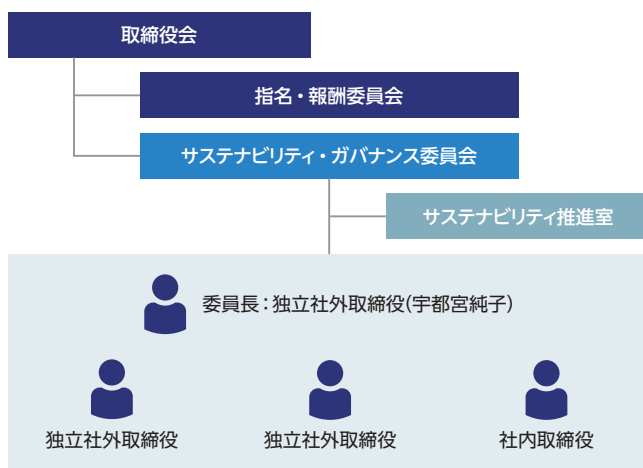 取締役会
指名・報酬委員会
サステナビリティ・ガバナンス委員会
サステナビリティ推進室
委員長：独立社外取締役(宇都宮純子)
独立社外取締役
独立社外取締役
社内取締役